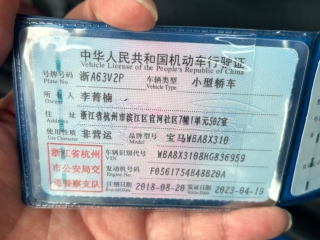 中华人民共和国机动车行驶证
Vehicle License of the People's Republic of China
号牌号码 浙A63V2P 车辆类型 小型轿车
Plate No. Vehicle Type
所有人 李菁楠
Owner
住址 浙江省杭州市滨江区官河社区7幢1单元502室
Address
使用性质 非营运 品牌型号 宝马WBA8X310
Use Character Model
浙江省杭州市公安局交通警察支队
车辆识别代号 WBA8X3108HG836959
VIN
发动机号码 F0561754848820A
Engine No.
注册日期 2018-08-20 发证日期 2023-04-19
Register Date Issue Date